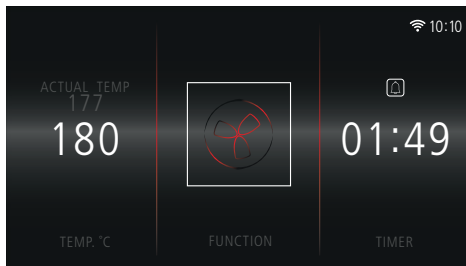 10:10
ACTUAL TEMP
177
180
01:49
TEMP. °C
FUNCTION
TIMER